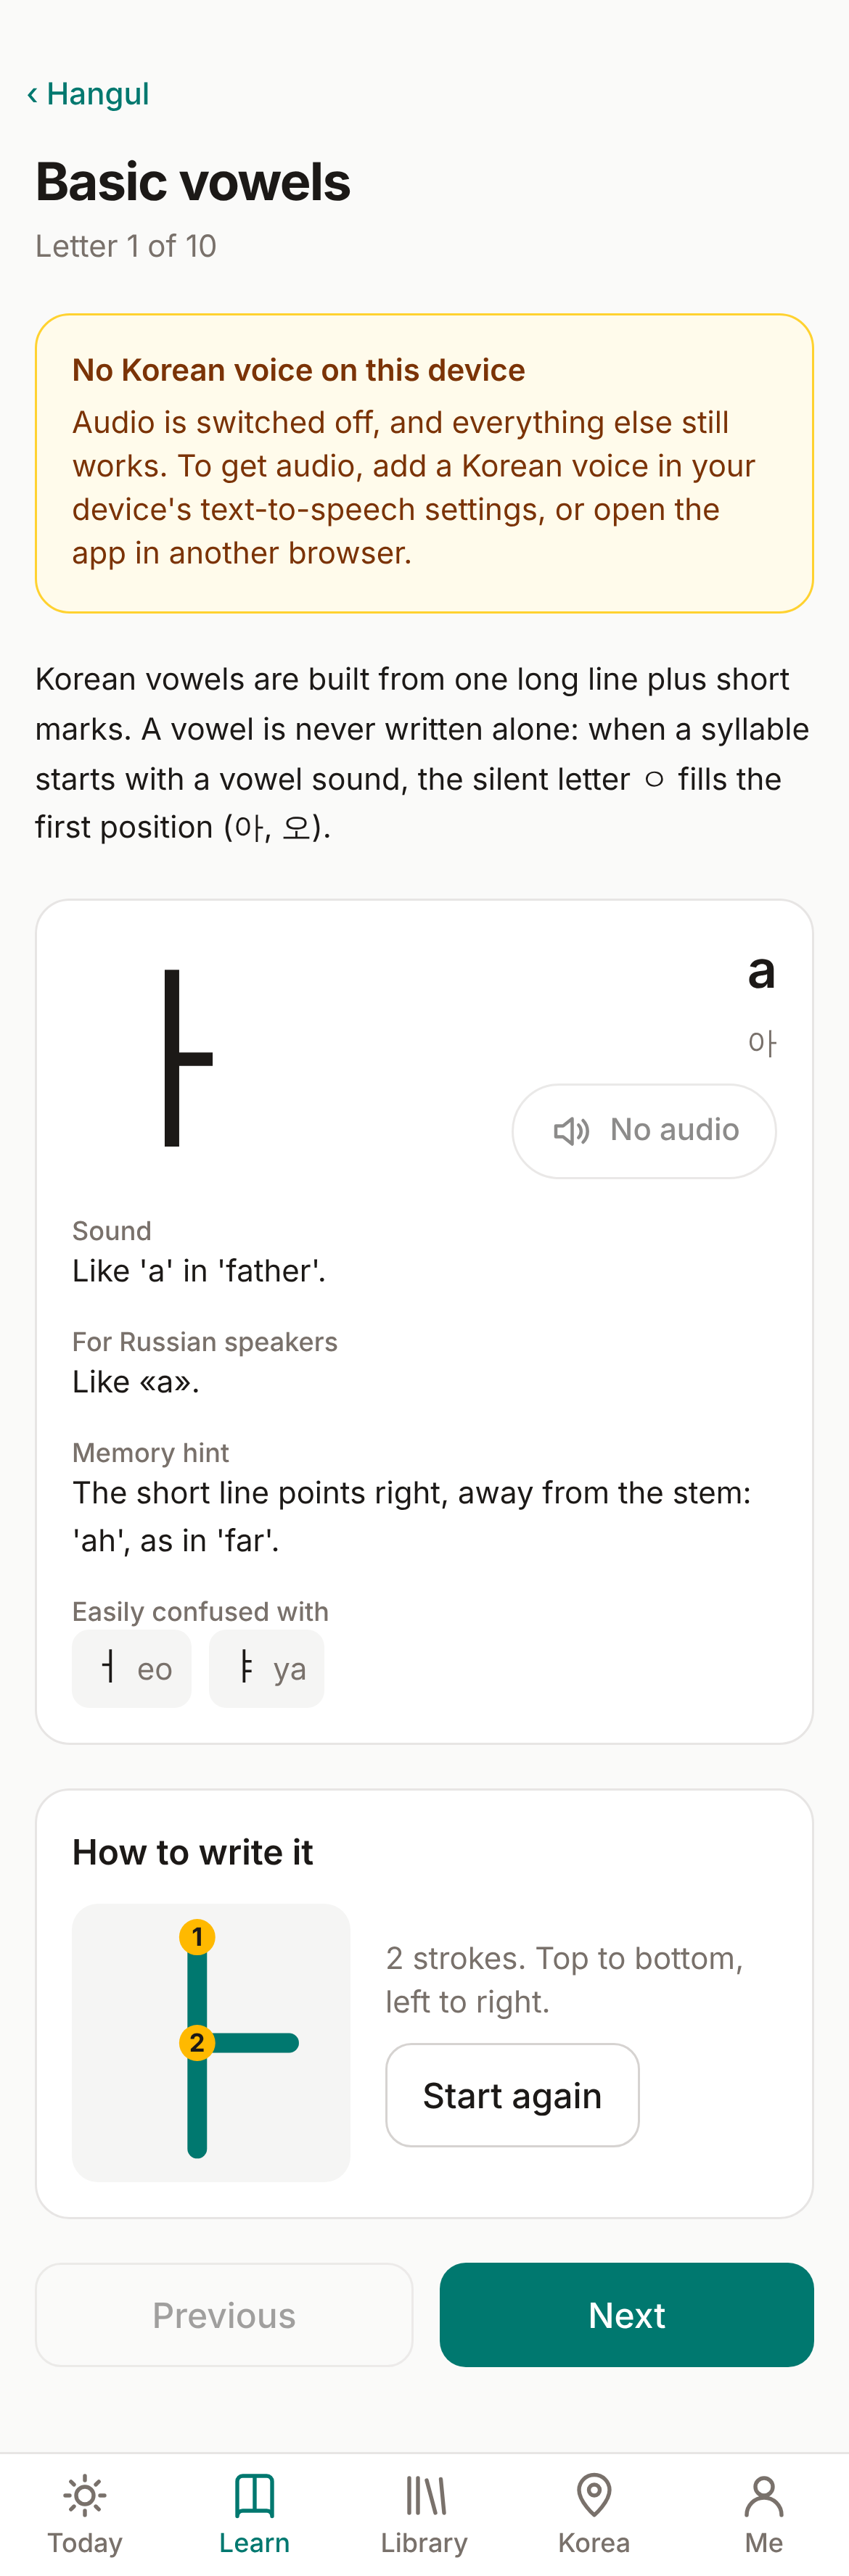 ‹ Hangul
Basic vowels
Letter 1 of 10
No Korean voice on this device
Audio is switched off, and everything else still
works. To get audio, add a Korean voice in your
device's text-to-speech settings, or open the
app in another browser.
Korean vowels are built from one long line plus short
marks. A vowel is never written alone: when a syllable
starts with a vowel sound, the silent letter ㅇ fills the
first position (아, 오).
ㅏ
a
아
No audio
Sound
Like 'a' in 'father'.
For Russian speakers
Like «а».
Memory hint
The short line points right, away from the stem:
'ah', as in 'far'.
Easily confused with
ㅓ eo
ㅑ ya
How to write it
1
2
2 strokes. Top to bottom,
left to right.
Start again
Previous
Next
Today
Learn
Library
Korea
Me